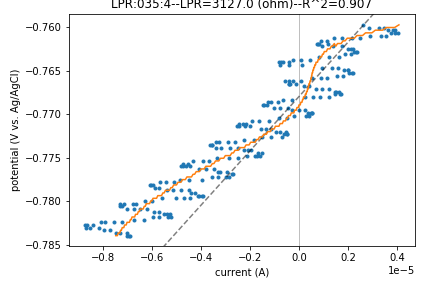 LPR:035:4--LPR=3127.0 (ohm)--R^2=0.907
−0.760
−0.765
−0.770
−0.775
−0.780
−0.785
potential (V vs. Ag/AgCl)
−0.8 −0.6 −0.4 −0.2 0.0 0.2 0.4
1e−5
current (A)